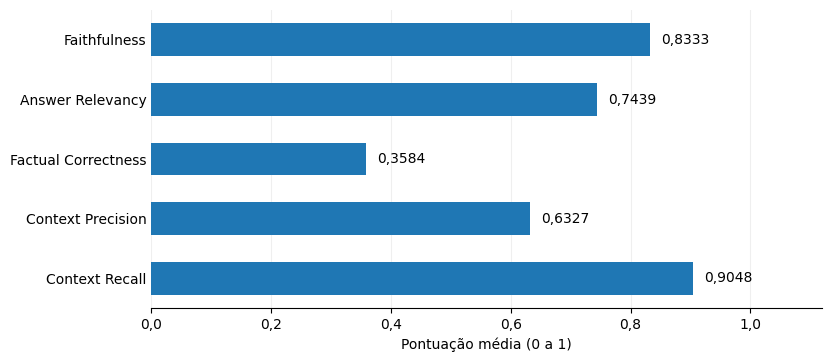 Faithfulness 0,8333
Answer Relevancy 0,7439
Factual Correctness 0,3584
Context Precision 0,6327
Context Recall 0,9048
0,0 0,2 0,4 0,6 0,8 1,0
Pontuação média (0 a 1)